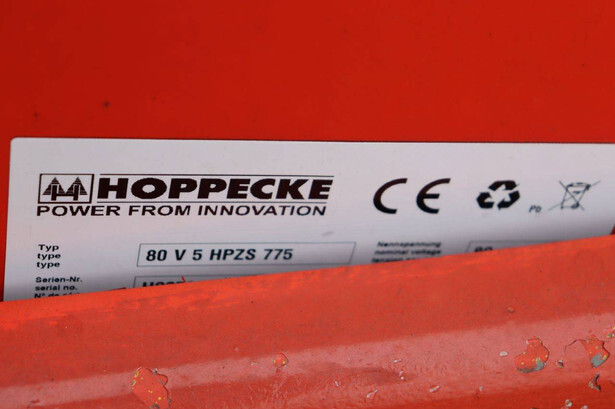 HOPPECKE
POWER FROM INNOVATION
CE
Pb
Typ
type
type
80 V 5 HPZS 775
Nennspannung
nominal voltage
tension
Serien-Nr.
serial no.